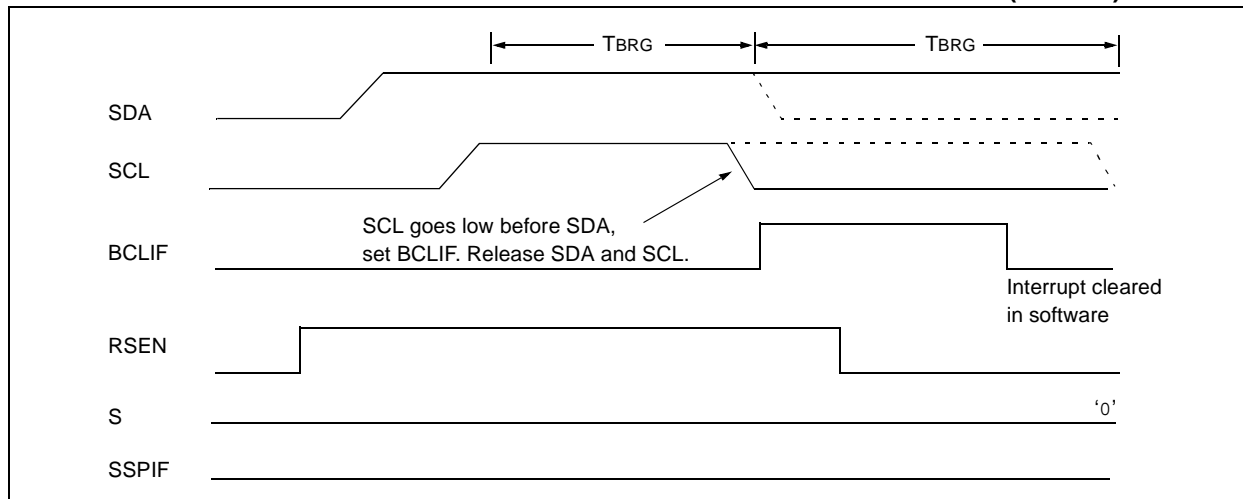 TBRG TBRG
SDA
SCL
SCL goes low before SDA,
set BCLIF. Release SDA and SCL.
BCLIF
Interrupt cleared
in software
RSEN
S
‘0’
SSPIF